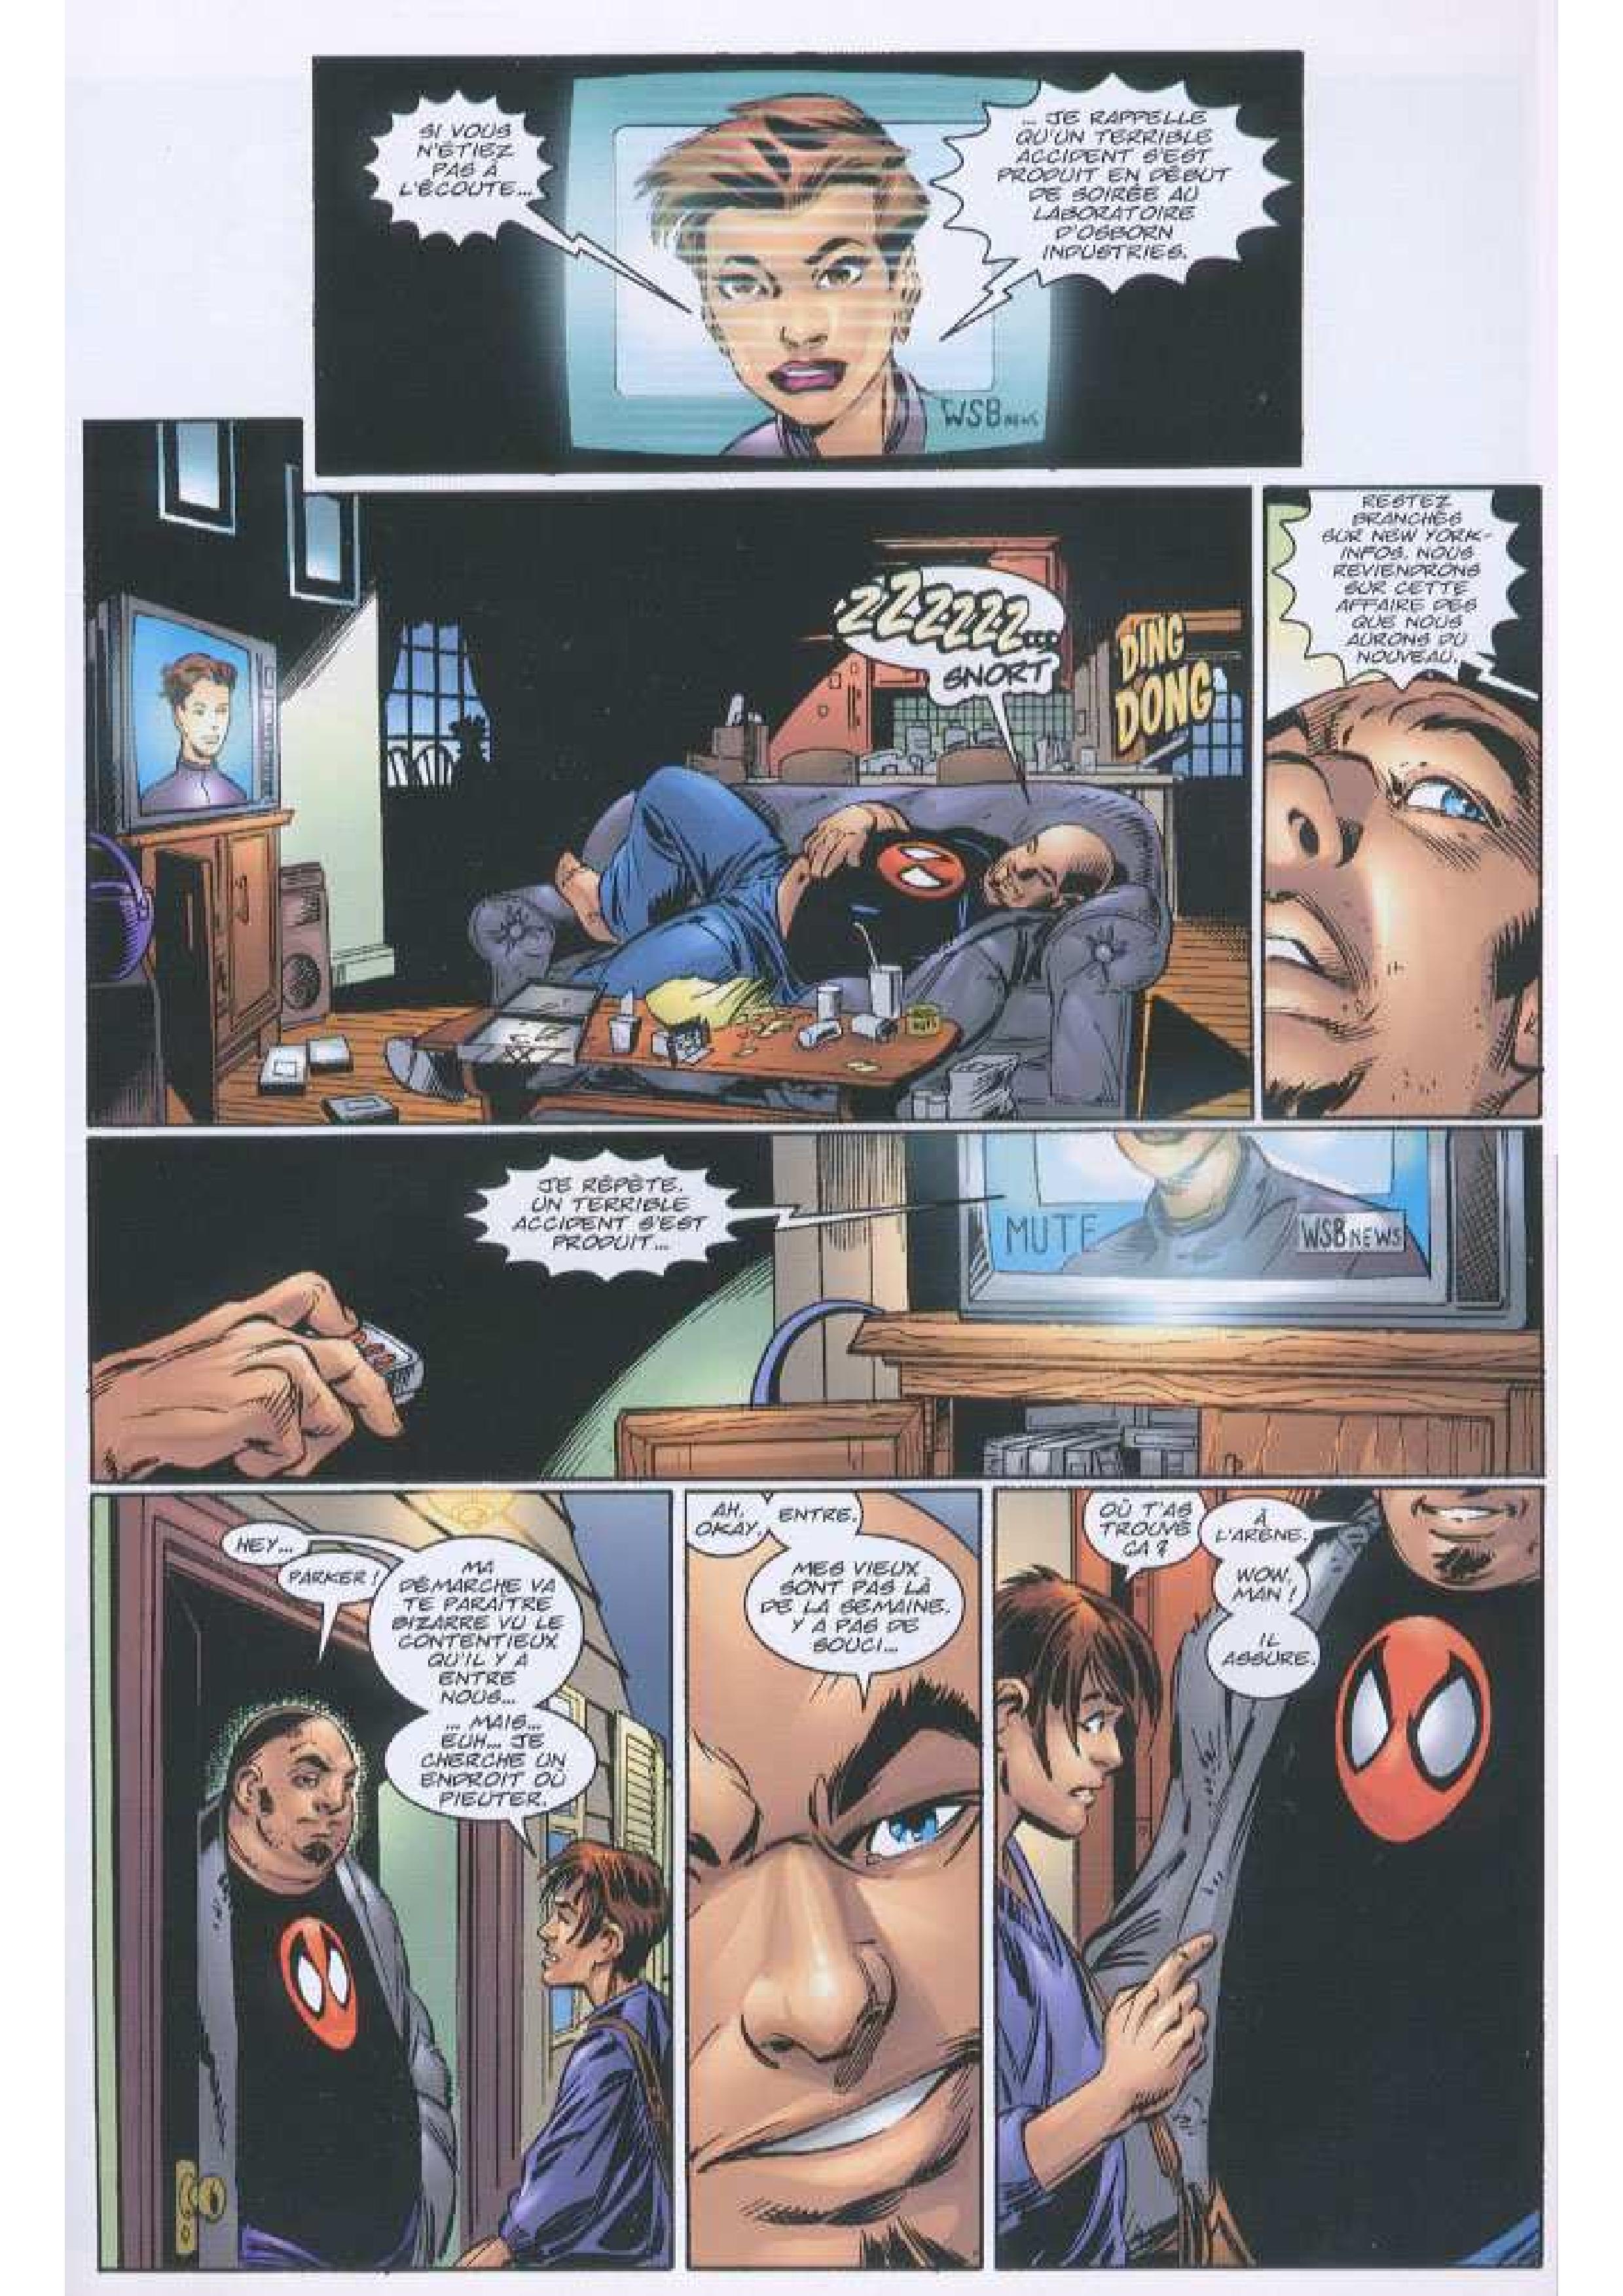 SI VOUS
N'ÉTIEZ
PAS À
L'ÉCOUTE...
... JE RAPPELLE
QU'UN TERRIBLE
ACCIDENT S'EST
PRODUIT EN DÉBUT
DE SOIRÉE AU
LABORATOIRE
D'OSBORN
INDUSTRIES.
WSB NEWS
ZZZZZZ...
SNORT
DING
DONG
RESTEZ
BRANCHÉS
SUR NEW YORK-
INFOS. NOUS
REVIENDRONS
SUR CETTE
AFFAIRE DÈS
QUE NOUS
AURONS DU
NOUVEAU.
JE RÉPÈTE.
UN TERRIBLE
ACCIDENT S'EST
PRODUIT...
MUTE
WSB NEWS
HEY...
PARKER !
MA
DÉMARCHE VA
TE PARAÎTRE
BIZARRE VU LE
CONTENTIEUX
QU'IL Y A
ENTRE
NOUS...
... MAIS...
EUH... JE
CHERCHE UN
ENDROIT OÙ
PIEUTER.
AH,
OKAY,
ENTRE.
MES VIEUX
SONT PAS LÀ
DE LA SEMAINE.
Y A PAS DE
SOUCI...
OÙ T'AS
TROUVÉ
ÇA ?
À
L'ARÈNE.
WOW,
MAN !
IL
ASSURE.